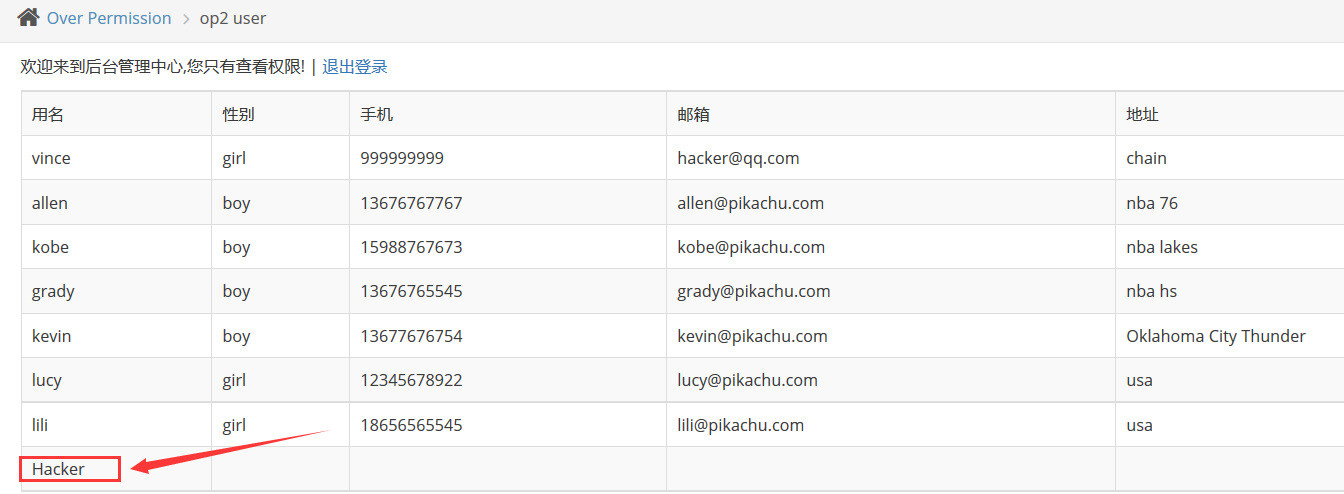 Over Permission > op2 user
欢迎来到后台管理中心,您只有查看权限! | 退出登录
用名 性别 手机 邮箱 地址
vince girl 999999999 hacker@qq.com chain
allen boy 13676767767 allen@pikachu.com nba 76
kobe boy 15988767673 kobe@pikachu.com nba lakes
grady boy 13676765545 grady@pikachu.com nba hs
kevin boy 13677676754 kevin@pikachu.com Oklahoma City Thunder
lucy girl 12345678922 lucy@pikachu.com usa
lili girl 18656565545 lili@pikachu.com usa
Hacker